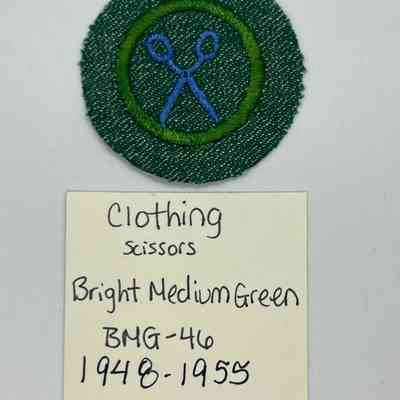 Clothing
Scissors
Bright Medium Green
BMG-46
1948-1955